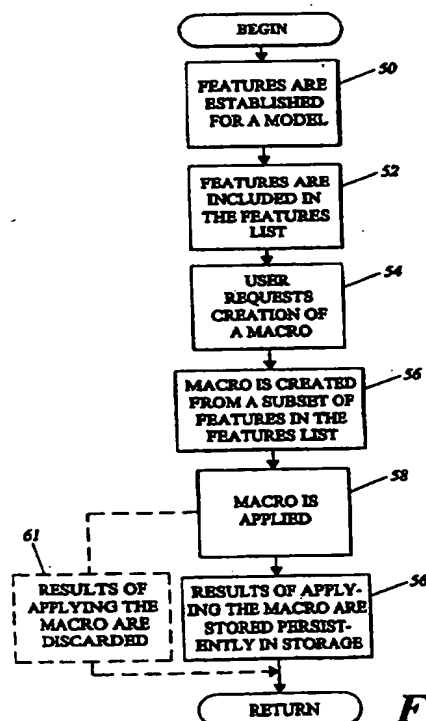 BEGIN
50
FEATURES ARE
ESTABLISHED
FOR A MODEL
52
FEATURES ARE
INCLUDED IN
THE FEATURES
LIST
54
USER
REQUESTS
CREATION OF
A MACRO
56
MACRO IS CREATED
FROM A SUBSET OF
FEATURES IN THE
FEATURES LIST
58
MACRO IS
APPLIED
61
RESULTS OF
APPLYING THE
MACRO ARE
DISCARDED
56
RESULTS OF APPLY-
ING THE MACRO ARE
STORED PERSIST-
ENTLY IN STORAGE
RETURN
F